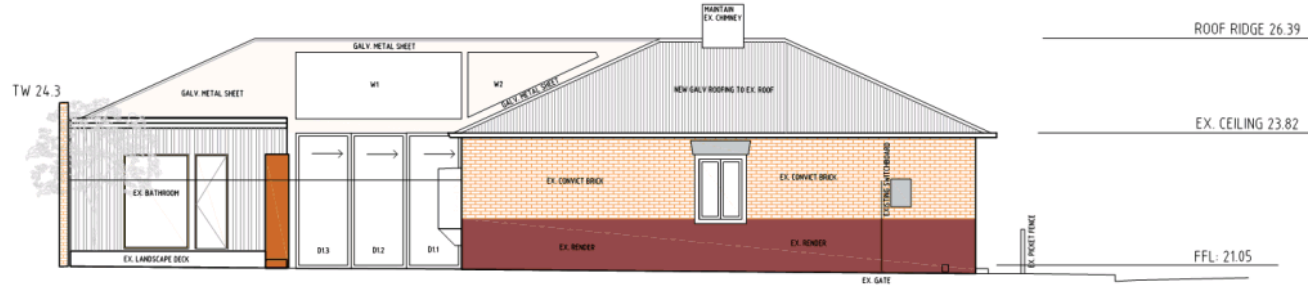 MAINTAIN
EX. CHIMNEY
ROOF RIDGE 26.39
GALV. METAL SHEET
W1
W2
GALV. METAL SHEET
GALV. METAL SHEET
NEW GALV ROOFING TO EX. ROOF
TW 24.3
EX. CEILING 23.82
EX. BATHROOM
EX. CONVICT BRICK
EX. CONVICT BRICK
EXISTING SWITCHBOARD
D1.3
D1.2
D1.1
EX. RENDER
EX. RENDER
EX. PICKET FENCE
EX. LANDSCAPE DECK
FFL: 21.05
EX. GATE